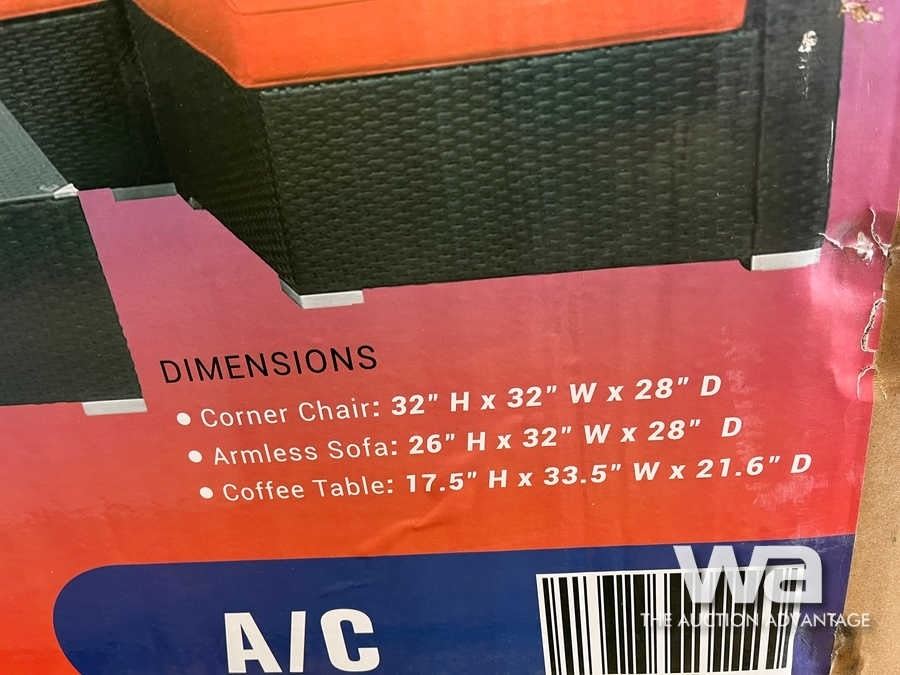 DIMENSIONS
• Corner Chair: 32" H x 32" W x 28" D
• Armless Sofa: 26" H x 32" W x 28" D
• Coffee Table: 17.5" H x 33.5" W x 21.6" D
A/C
wa
THE AUCTION ADVANTAGE